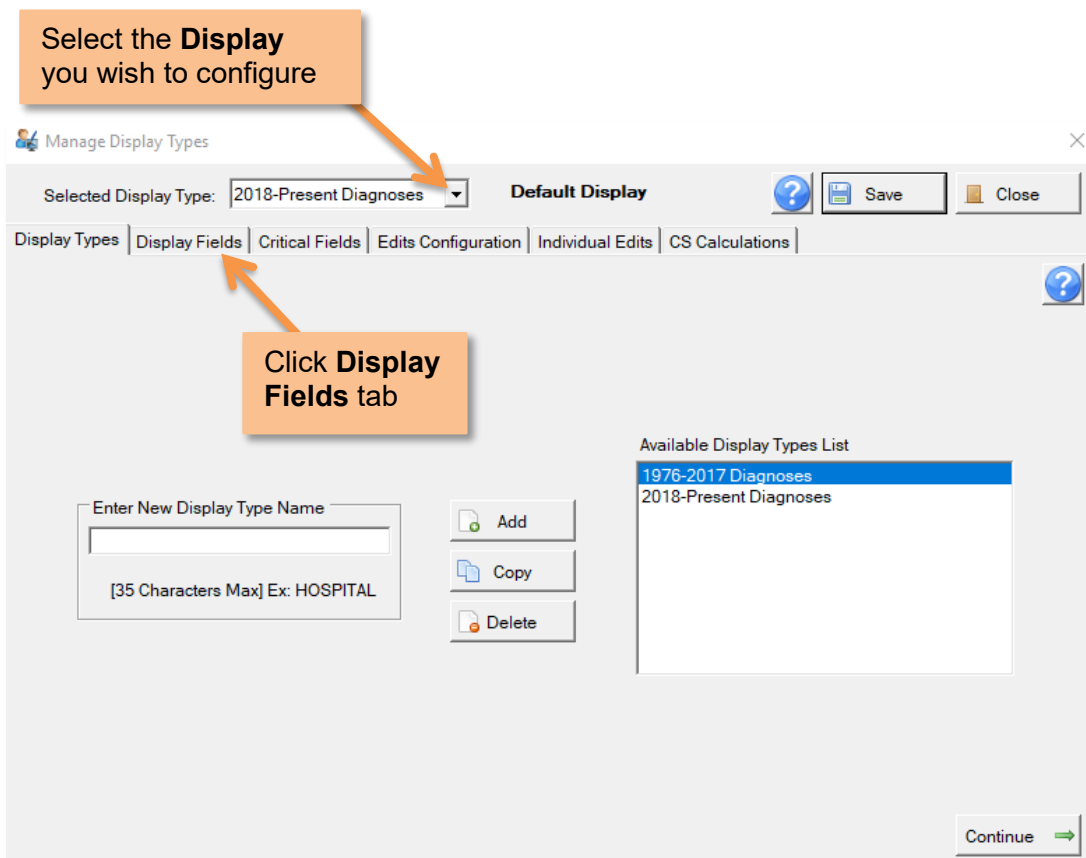 Select the Display
you wish to configure
Manage Display Types
Selected Display Type: 2018-Present Diagnoses Default Display Save Close
Display Types Display Fields Critical Fields Edits Configuration Individual Edits CS Calculations
Click Display
Fields tab
Available Display Types List
1976-2017 Diagnoses
2018-Present Diagnoses
Enter New Display Type Name
[35 Characters Max] Ex: HOSPITAL
Add
Copy
Delete
Continue